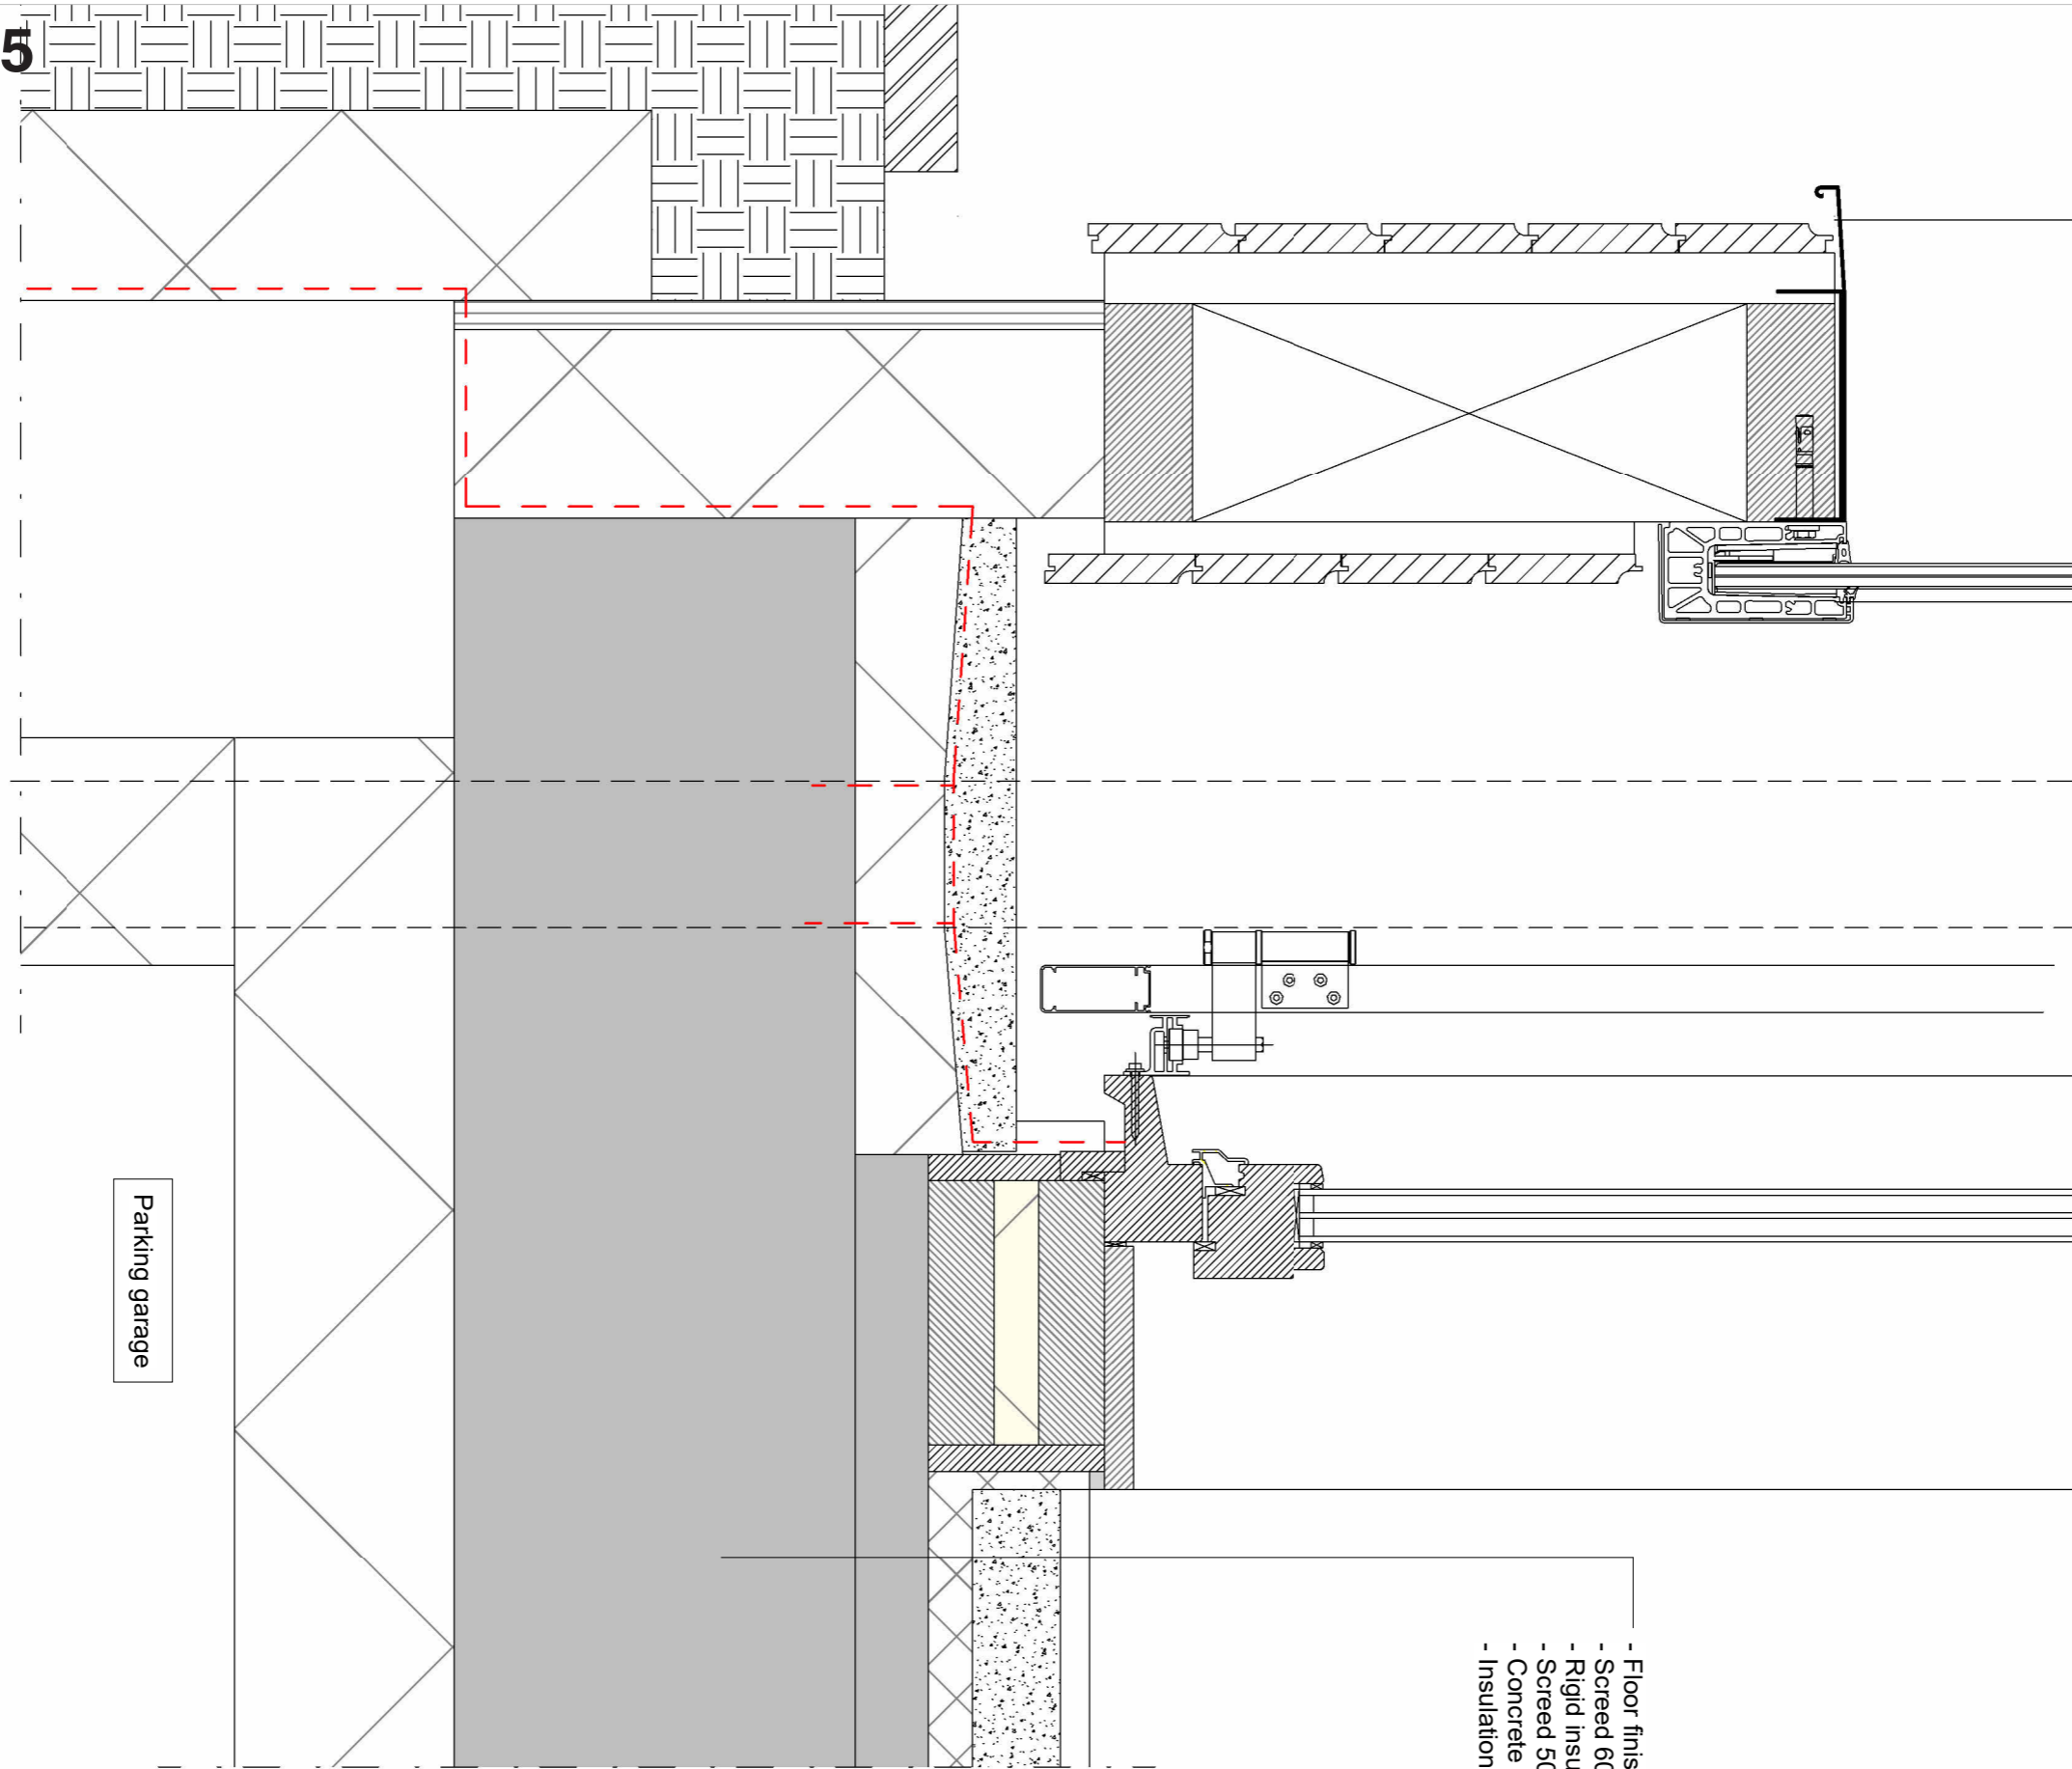 5
Parking garage
- Floor finis
- Screed 60
- Rigid insu
- Screed 50
- Concrete
- Insulation